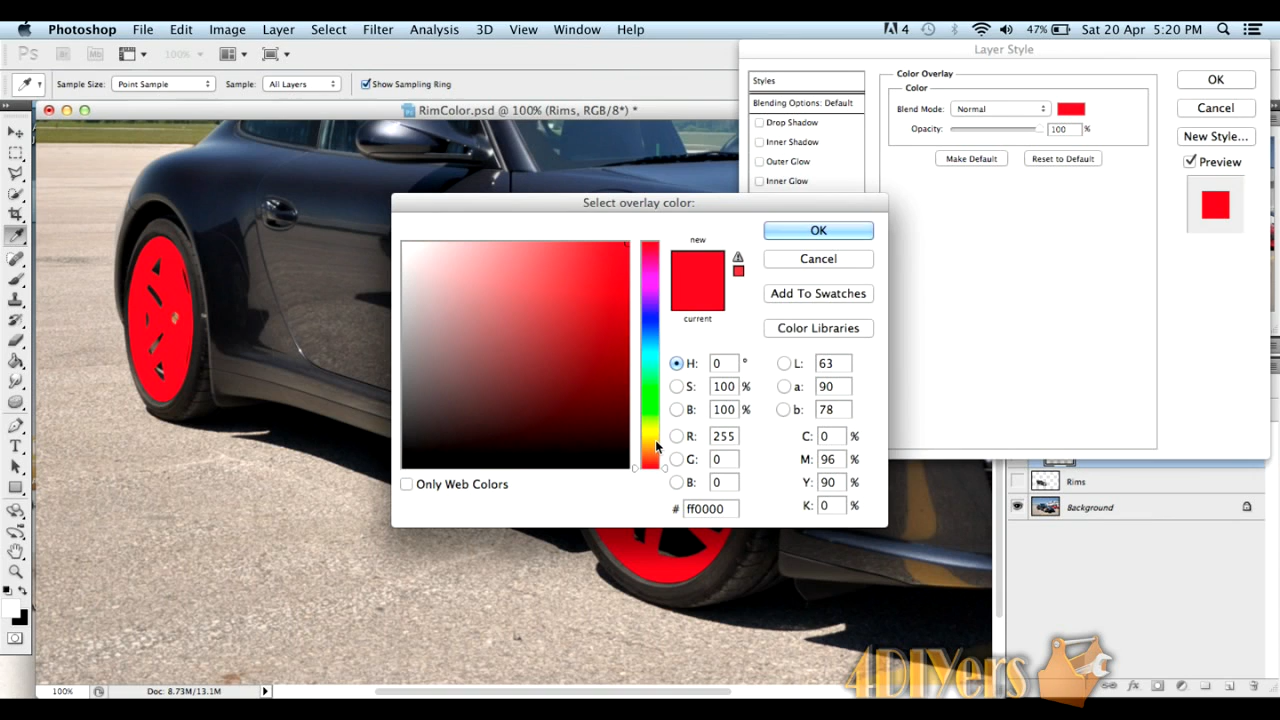 Photoshop File Edit Image Layer Select Filter Analysis 3D View Window Help 4 47% Sat 20 Apr 5:20 PM
Ps Br Mb 100%
Layer Style
Sample Size: Point Sample Sample: All Layers Show Sampling Ring
RimColor.psd @ 100% (Rims, RGB/8*) *
Styles
Blending Options: Default
Drop Shadow
Inner Shadow
Outer Glow
Inner Glow
Color Overlay
Color
Blend Mode: Normal
Opacity: 100 %
Make Default Reset to Default
OK
Cancel
New Style...
Preview
Select overlay color:
new
current
OK
Cancel
Add To Swatches
Color Libraries
H: 0 ° L: 63
S: 100 % a: 90
B: 100 % b: 78
R: 255 C: 0 %
G: 0 M: 96 %
B: 0 Y: 90 %
# ff0000 K: 0 %
Only Web Colors
Rims
Background
4DIYers
100% Doc: 8.73M/13.1M
fx